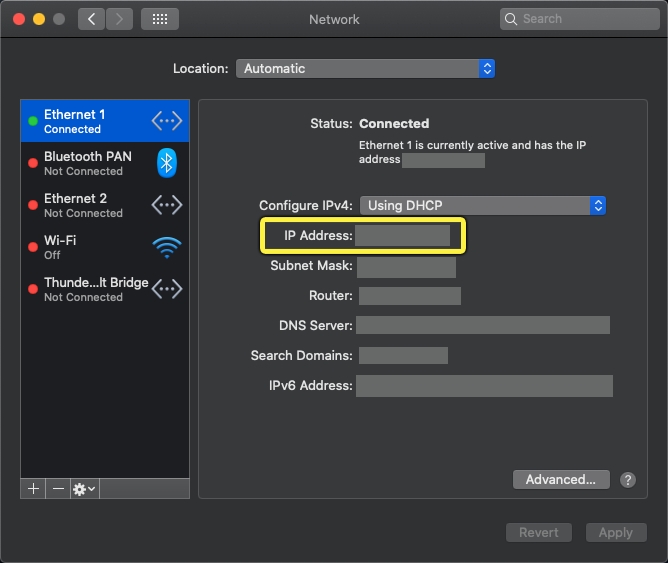 Network
Search
Location: Automatic
Ethernet 1
Connected
Bluetooth PAN
Not Connected
Ethernet 2
Not Connected
Wi-Fi
Off
Thunde...lt Bridge
Not Connected
Status: Connected
Ethernet 1 is currently active and has the IP
address
Configure IPv4: Using DHCP
IP Address:
Subnet Mask:
Router:
DNS Server:
Search Domains:
IPv6 Address:
Advanced... ?
Revert Apply